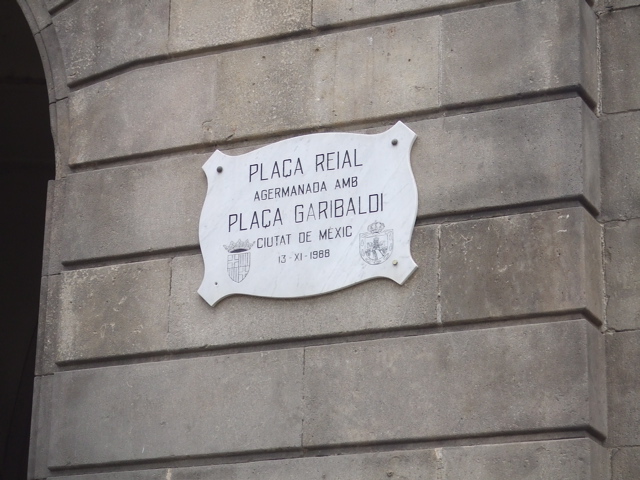 PLAÇA REIAL
AGERMANADA AMB
PLAÇA GARIBALDI
CIUTAT DE MÈXIC
13-XI-1988